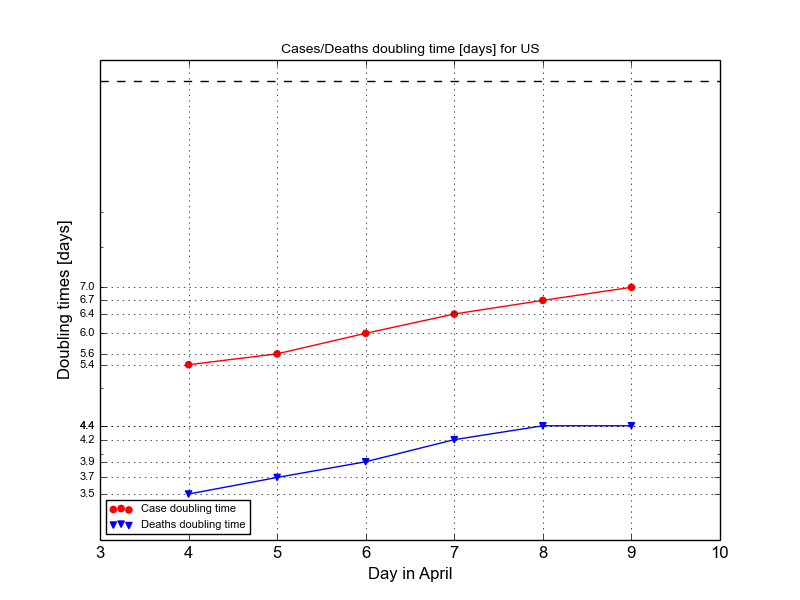 Cases/Deaths doubling time [days] for US
Doubling times [days]
7.0
6.7
6.4
6.0
5.6
5.4
4.4
4.2
3.9
3.7
3.5
Case doubling time
Deaths doubling time
3 4 5 6 7 8 9 10
Day in April